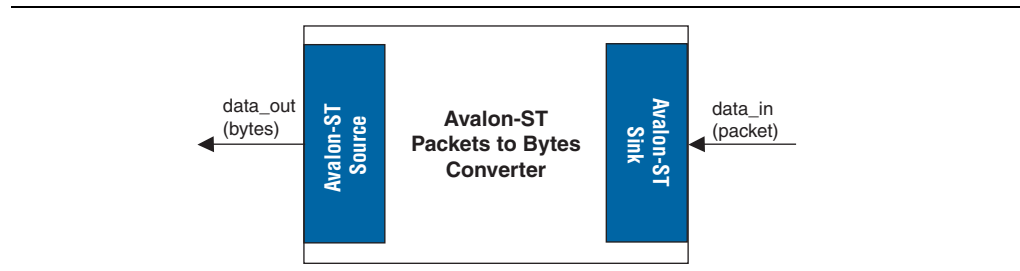 data_out
(bytes)
Avalon-ST
Source
Avalon-ST
Packets to Bytes
Converter
Avalon-ST
Sink
data_in
(packet)